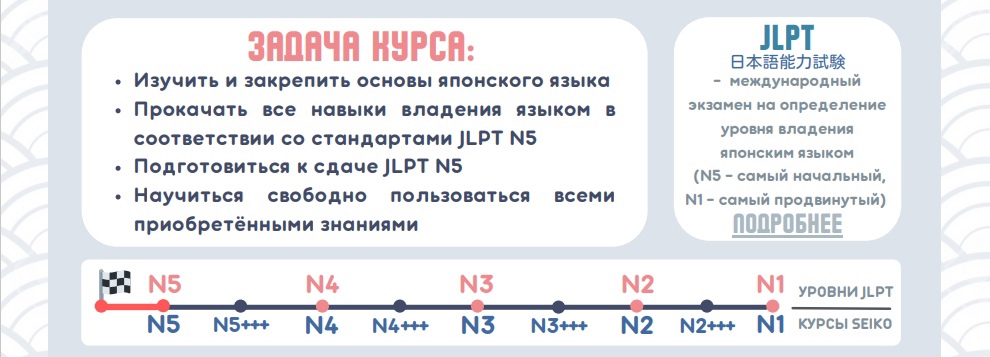 ЗАДАЧА КУРСА:
• Изучить и закрепить основы японского языка
• Прокачать все навыки владения языком в
соответствии со стандартами JLPT N5
• Подготовиться к сдаче JLPT N5
• Научиться свободно пользоваться всеми
приобретёнными знаниями
JLPT
日本語能力試験
– международный
экзамен на определение
уровня владения
японским языком
(N5 – самый начальный,
N1 – самый продвинутый)
ПОДРОБНЕЕ
N5 N4 N3 N2 N1 УРОВНИ JLPT
N5 N5+++ N4 N4+++ N3 N3+++ N2 N2+++ N1 КУРСЫ SEIKO